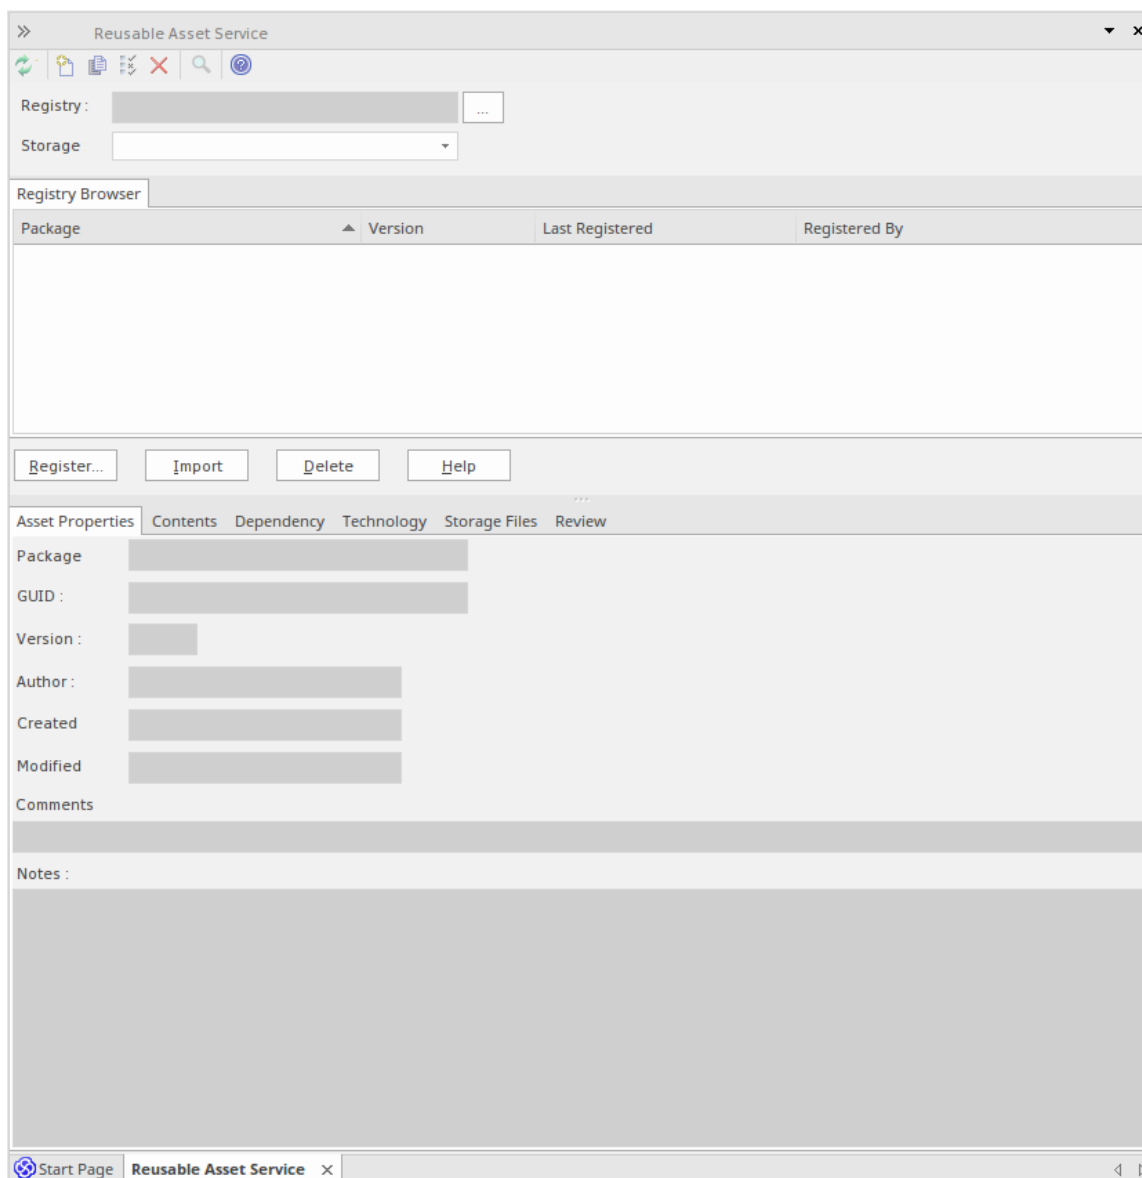 Reusable Asset Service
Registry :
...
Storage
Registry Browser
Package Version Last Registered Registered By
Register... Import Delete Help
Asset Properties Contents Dependency Technology Storage Files Review
Package
GUID :
Version :
Author :
Created
Modified
Comments
Notes :
Start Page Reusable Asset Service